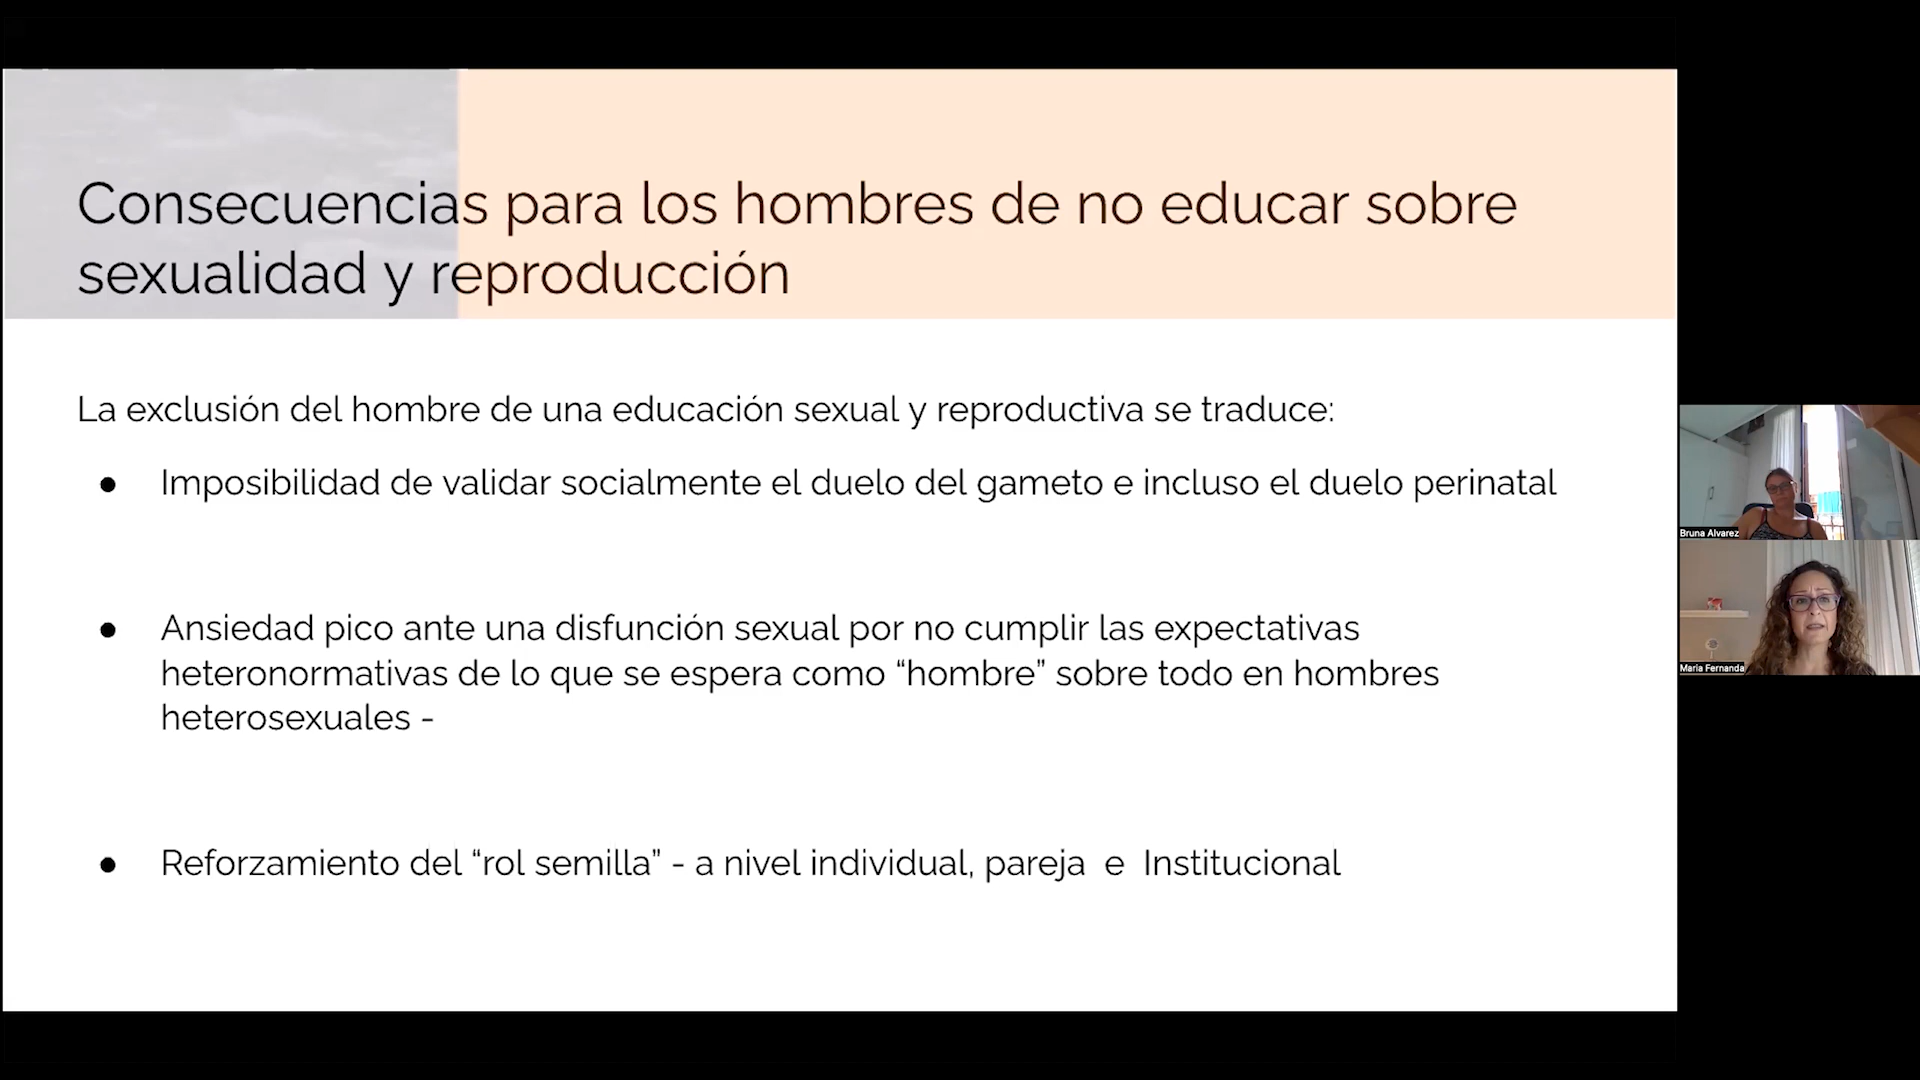 Consecuencias para los hombres de no educar sobre
sexualidad y reproducción
La exclusión del hombre de una educación sexual y reproductiva se traduce:
● Imposibilidad de validar socialmente el duelo del gameto e incluso el duelo perinatal
● Ansiedad pico ante una disfunción sexual por no cumplir las expectativas
heteronormativas de lo que se espera como “hombre” sobre todo en hombres
heterosexuales -
● Reforzamiento del “rol semilla” - a nivel individual, pareja e Institucional
Bruna Alvarez
Maria Fernanda